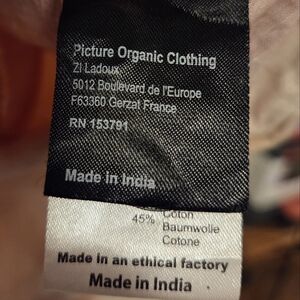 Picture Organic Clothing
ZI Ladoux
5012 Boulevard de l'Europe
F63360 Gerzat France
RN 153791
Made in India
Coton
45% Baumwolle
Cotone
Made in an ethical factory
Made in India